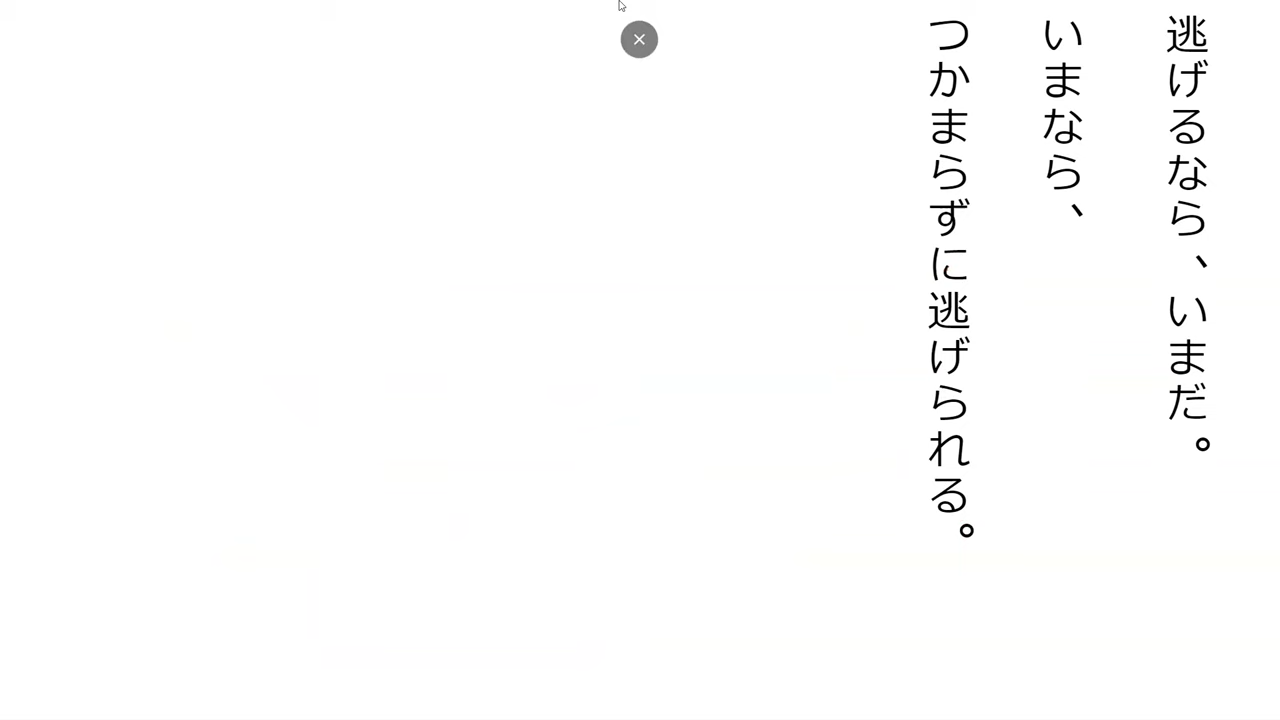 逃げるなら、いまだ。
いまなら、
つかまらずに逃げられる。